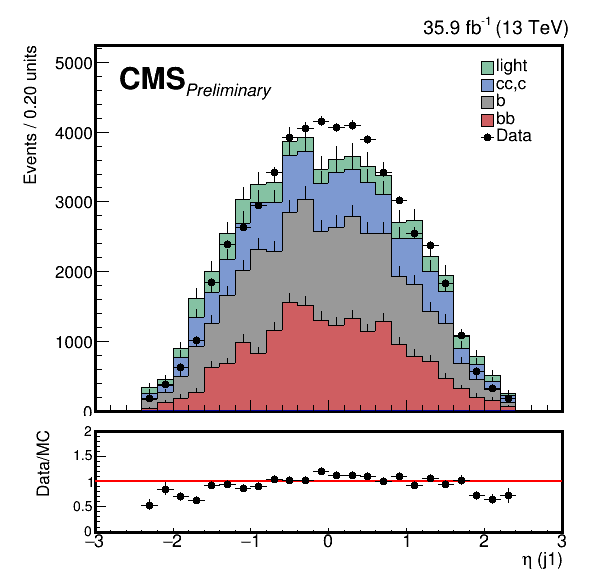 35.9 fb⁻¹ (13 TeV)
CMS Preliminary
Events / 0.20 units
5000
4000
3000
2000
1000
0
light
cc,c
b
bb
Data
Data/MC
2
1.5
1
0.5
0
−3 −2 −1 0 1 2 3
η (j1)